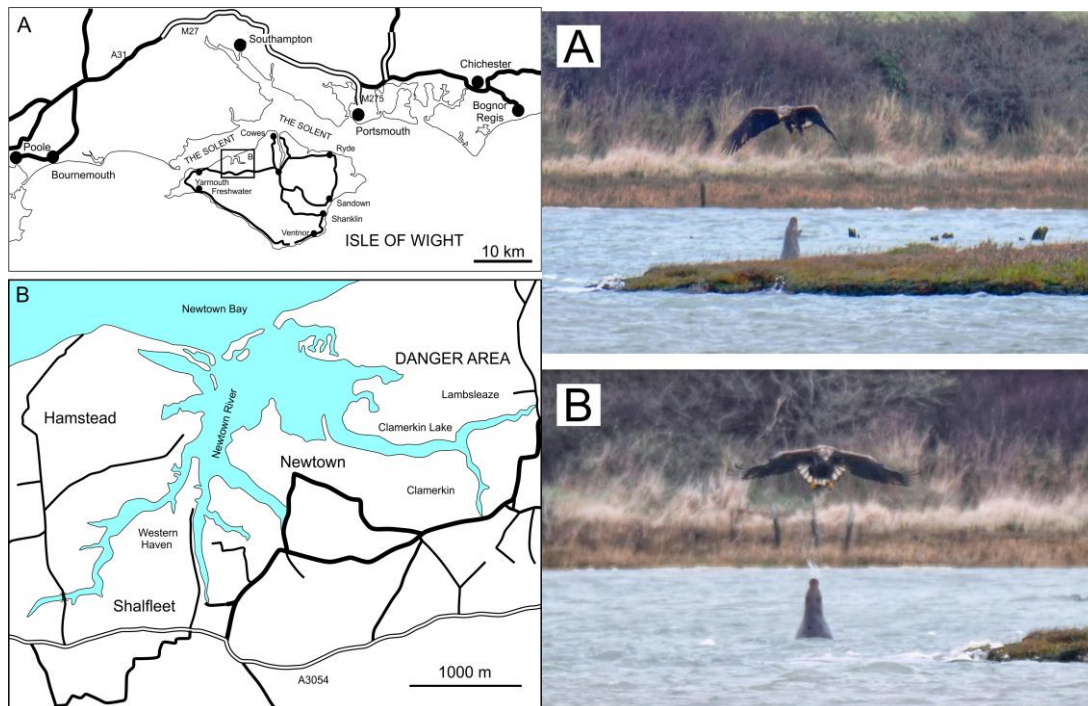 A
M27
Southampton
A31
Chichester
M275
Bognor
Regis
Portsmouth
THE SOLENT
Cowes
Poole
THE SOLENT
B
Ryde
Bournemouth
Yarmouth
Freshwater
Sandown
Shanklin
Ventnor
ISLE OF WIGHT
10 km
B
Newtown Bay
DANGER AREA
Lambsleaze
Hamstead
Newtown River
Clamerkin Lake
Newtown
Clamerkin
Western
Haven
Shalfleet
1000 m
A3054
A
B